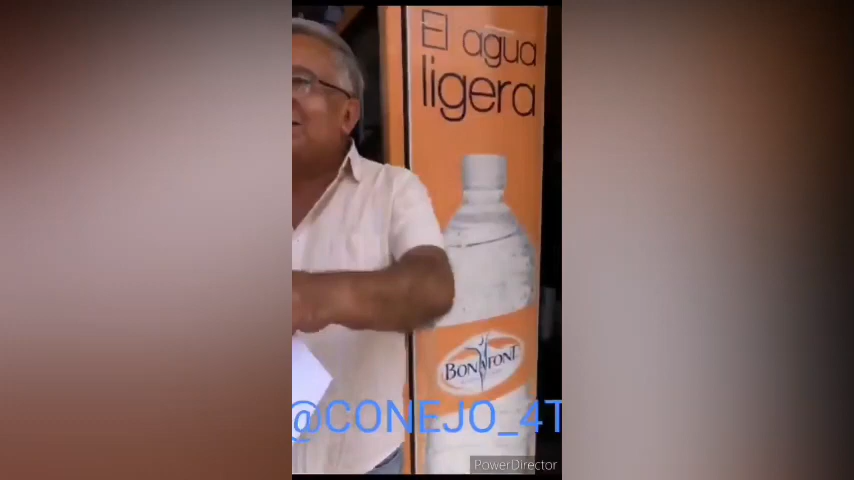 El agua
ligera
BONAFONT
@CONEJO_4T
PowerDirector